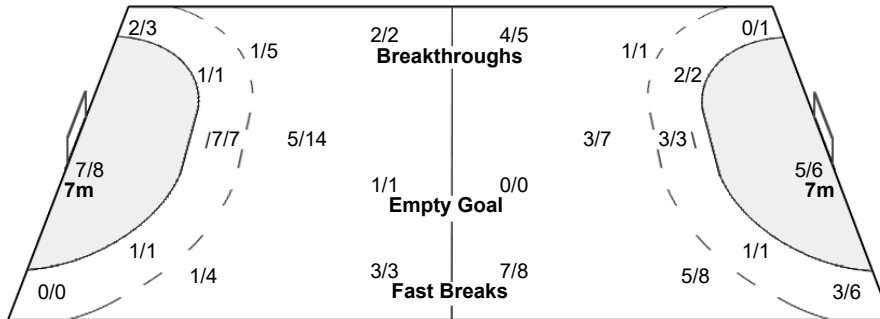 2/3 2/2 4/5 0/1
1/5 Breakthroughs 1/1
1/1 2/2
7/7 5/14 3/7 3/3
7/8 5/6
7m 1/1 0/0 7m
Empty Goal
1/1 1/1
1/4 3/3 7/8 5/8
0/0 Fast Breaks 3/6